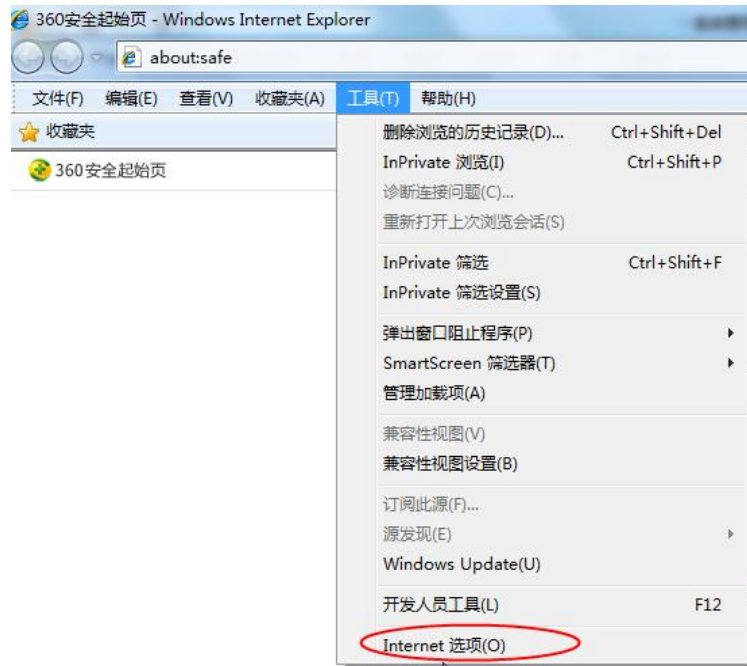 360安全起始页 - Windows Internet Explorer
about:safe
文件(F) 编辑(E) 查看(V) 收藏夹(A) 工具(T) 帮助(H)
收藏夹
360安全起始页
删除浏览的历史记录(D)... Ctrl+Shift+Del
InPrivate 浏览(I) Ctrl+Shift+P
诊断连接问题(C)...
重新打开上次浏览会话(S)
InPrivate 筛选 Ctrl+Shift+F
InPrivate 筛选设置(S)
弹出窗口阻止程序(P)
SmartScreen 筛选器(T)
管理加载项(A)
兼容性视图(V)
兼容性视图设置(B)
订阅此源(F)...
源发现(E)
Windows Update(U)
开发人员工具(L) F12
Internet 选项(O)